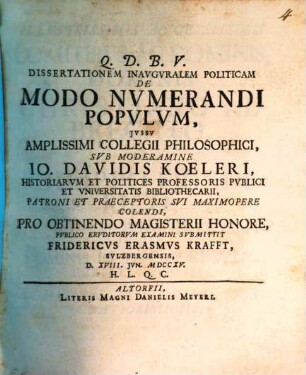 4
Q. D. B. V.
DISSERTATIONEM INAVGVRALEM POLITICAM
DE
MODO NVMERANDI
POPVLVM,
JVSSV
AMPLISSIMI COLLEGII PHILOSOPHICI,
SVB MODERAMINE
IO. DAVIDIS KOELERI,
HISTORIARVM ET POLITICES PROFESSORIS PVBLICI
ET VNIVERSITATIS BIBLIOTHECARII,
PATRONI ET PRAECEPTORIS SVI MAXIMOPERE
COLENDI,
PRO OBTINENDO MAGISTERII HONORE,
PVBLICO ERVDITORVM EXAMINI SVBMITTIT
FRIDERICVS ERASMVS KRAFFT,
SVLZBERGENSIS,
D. XVIII. JVN. MDCCXV.
H. L. Q. C.
ALTORFII,
LITERIS MAGNI DANIELIS MEYERI.